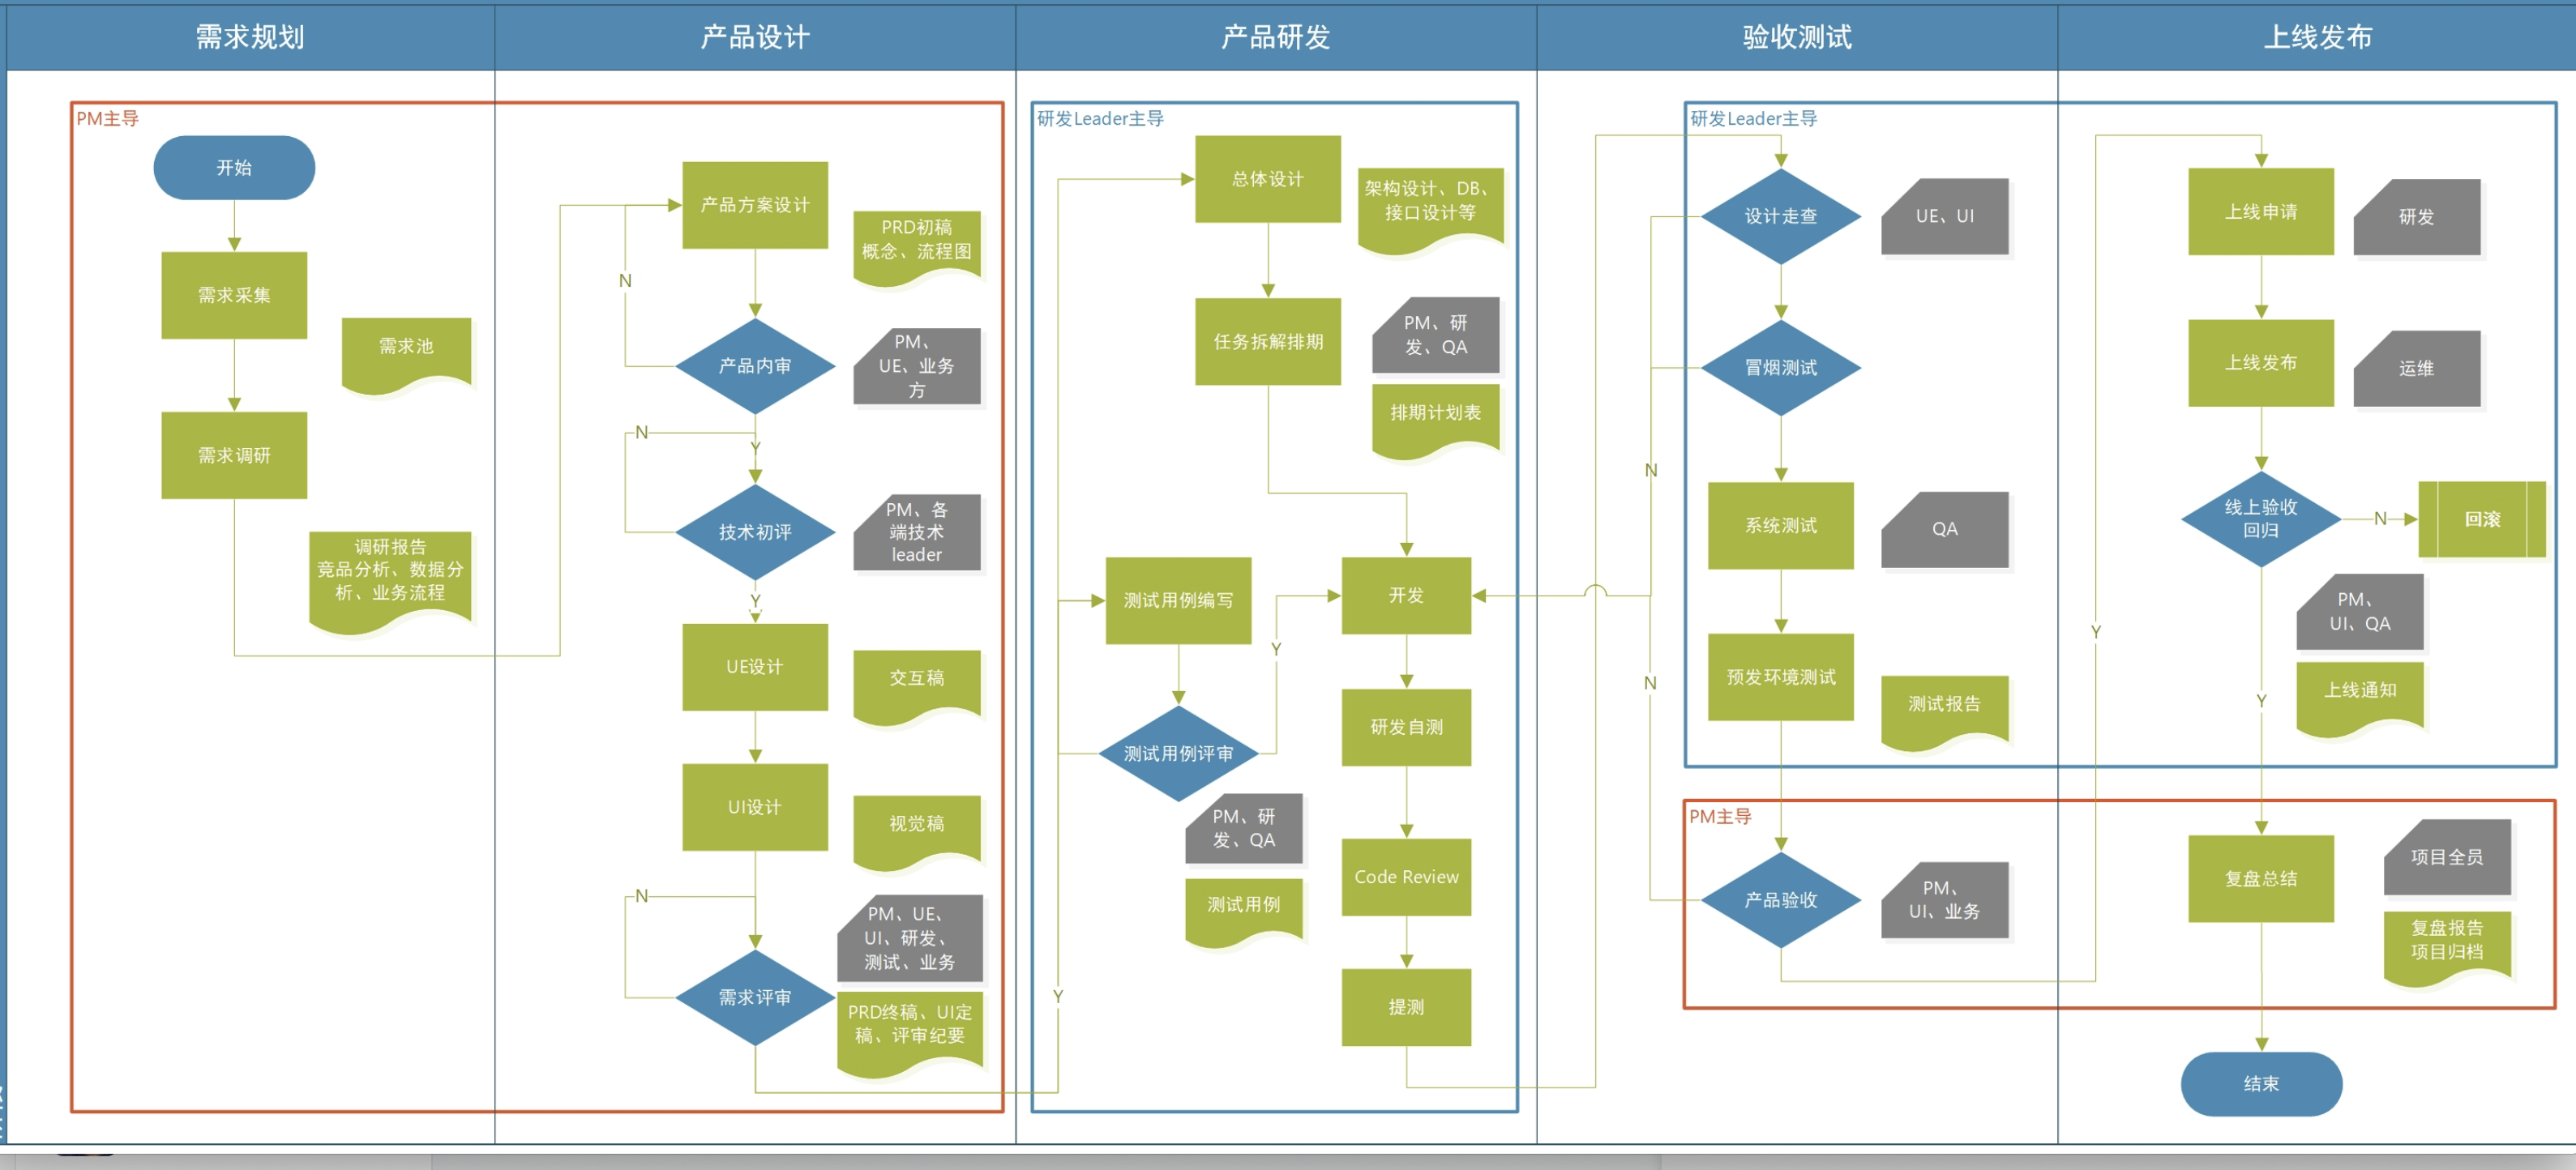 需求规划
产品设计
产品研发
验收测试
上线发布
PM主导
开始
需求采集
需求池
需求调研
调研报告
竞品分析、数据分
析、业务流程
产品方案设计
PRD初稿
概念、流程图
N
产品内审
PM、
UE、业务
方
N
Y
技术初评
PM、各
端技术
leader
Y
UE设计
交互稿
UI设计
视觉稿
N
PM、UE、
UI、研发、
测试、业务
需求评审
PRD终稿、UI定
稿、评审纪要
研发Leader主导
总体设计
架构设计、DB、
接口设计等
任务拆解排期
PM、研
发、QA
排期计划表
测试用例编写
开发
Y
研发自测
测试用例评审
PM、研
发、QA
测试用例
Code Review
Y
提测
研发Leader主导
设计走查
UE、UI
冒烟测试
N
系统测试
QA
N
预发环境测试
测试报告
PM主导
产品验收
PM、
UI、业务
上线申请
研发
上线发布
运维
线上验收
回归
N
回滚
PM、
UI、QA
Y
上线通知
Y
复盘总结
项目全员
复盘报告
项目归档
结束